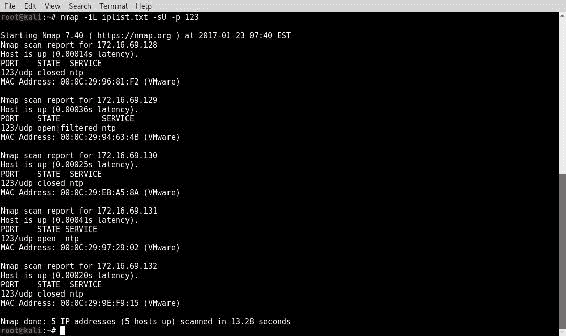 File Edit View Search Terminal Help
root@kali:~# nmap -iL iplist.txt -sU -p 123
Starting Nmap 7.40 ( https://nmap.org ) at 2017-01-23 07:40 EST
Nmap scan report for 172.16.69.128
Host is up (0.00014s latency).
PORT STATE SERVICE
123/udp closed ntp
MAC Address: 00:0C:29:96:81:F2 (VMware)
Nmap scan report for 172.16.69.129
Host is up (0.00036s latency).
PORT STATE SERVICE
123/udp open|filtered ntp
MAC Address: 00:0C:29:94:63:4B (VMware)
Nmap scan report for 172.16.69.130
Host is up (0.00025s latency).
PORT STATE SERVICE
123/udp closed ntp
MAC Address: 00:0C:29:EB:A5:8A (VMware)
Nmap scan report for 172.16.69.131
Host is up (0.00041s latency).
PORT STATE SERVICE
123/udp open ntp
MAC Address: 00:0C:29:97:29:02 (VMware)
Nmap scan report for 172.16.69.132
Host is up (0.00020s latency).
PORT STATE SERVICE
123/udp closed ntp
MAC Address: 00:0C:29:9E:F9:15 (VMware)
Nmap done: 5 IP addresses (5 hosts up) scanned in 13.28 seconds
root@kali:~#